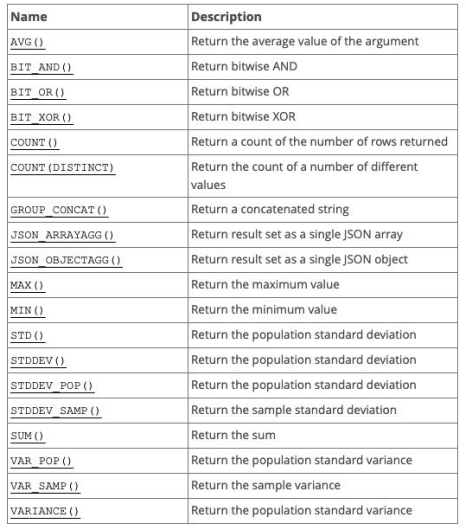 Name Description
AVG() Return the average value of the argument
BIT_AND() Return bitwise AND
BIT_OR() Return bitwise OR
BIT_XOR() Return bitwise XOR
COUNT() Return a count of the number of rows returned
COUNT(DISTINCT) Return the count of a number of different
values
GROUP_CONCAT() Return a concatenated string
JSON_ARRAYAGG() Return result set as a single JSON array
JSON_OBJECTAGG() Return result set as a single JSON object
MAX() Return the maximum value
MIN() Return the minimum value
STD() Return the population standard deviation
STDDEV() Return the population standard deviation
STDDEV_POP() Return the population standard deviation
STDDEV_SAMP() Return the sample standard deviation
SUM() Return the sum
VAR_POP() Return the population standard variance
VAR_SAMP() Return the sample variance
VARIANCE() Return the population standard variance